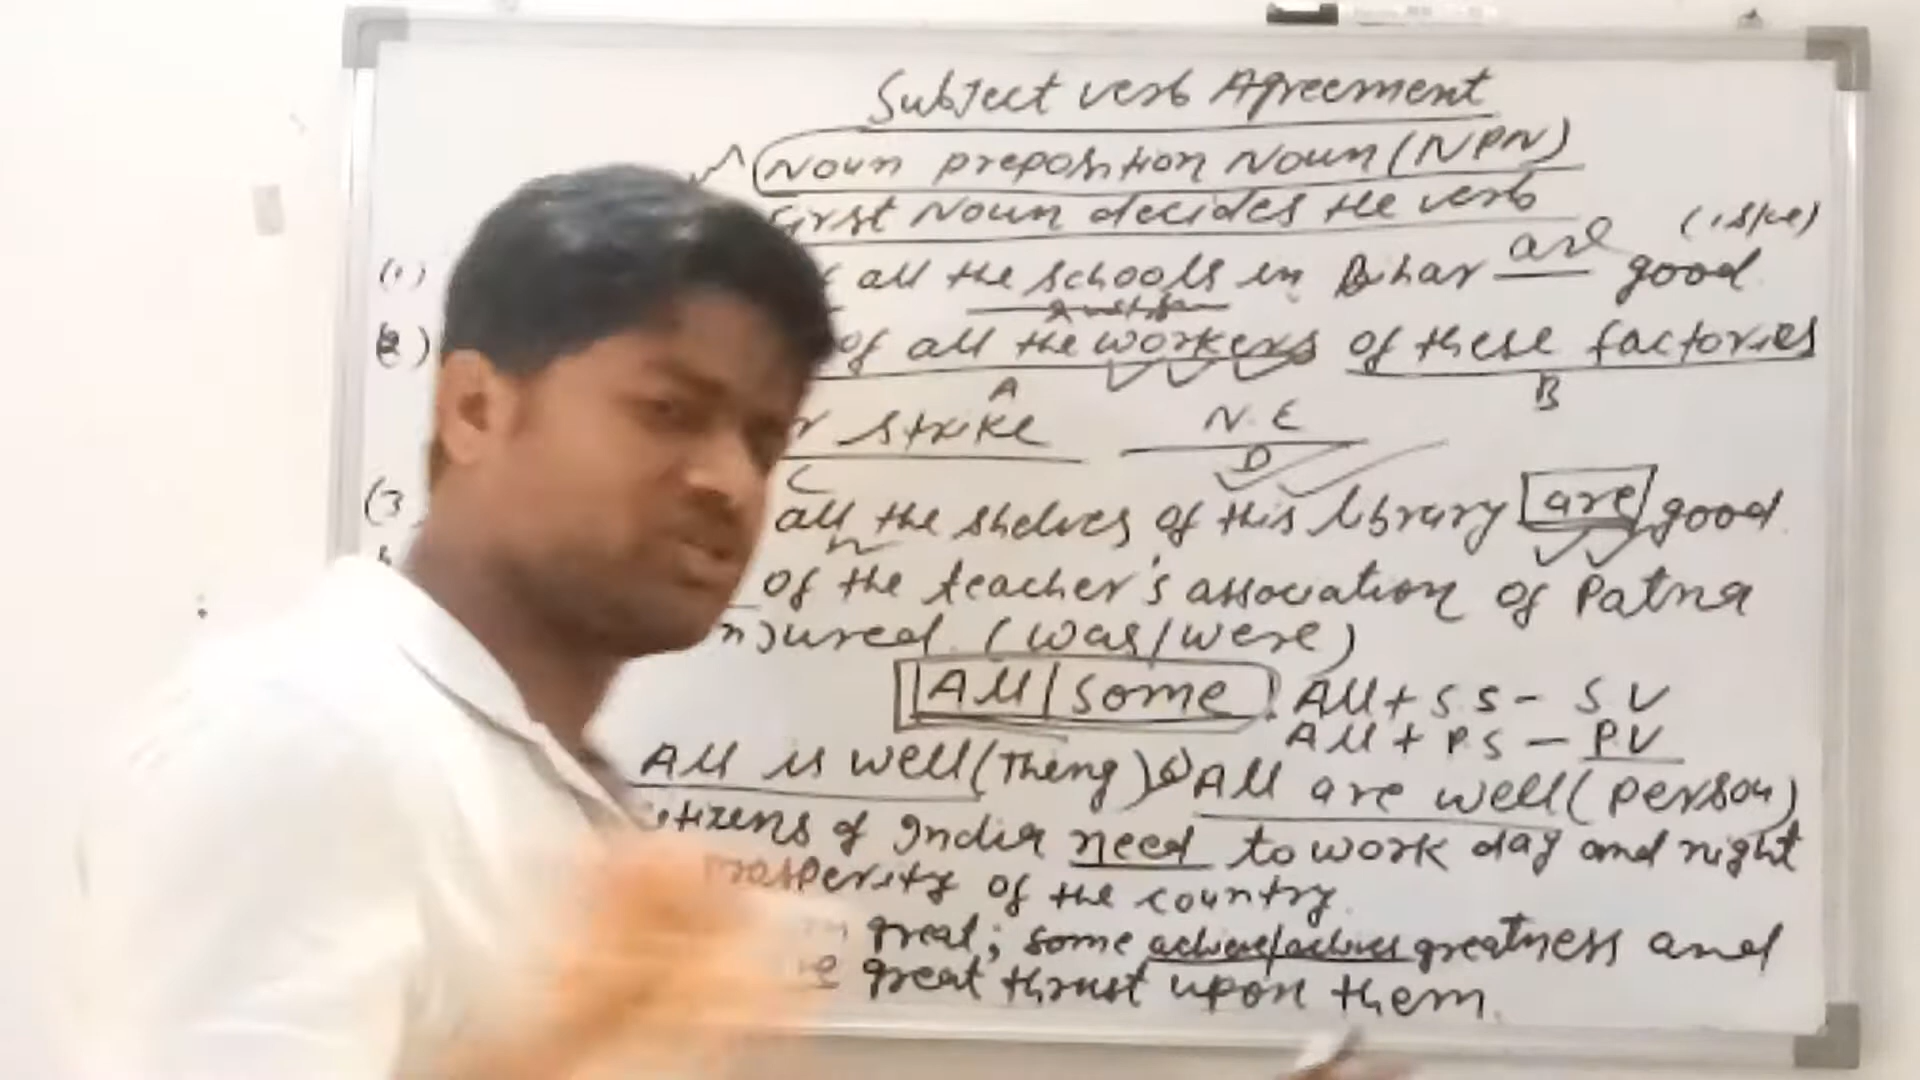 Subject verb Agreement
Noun preposition Noun (NPN)
First Noun decides the verb
(1) all the schools in Bihar are good (is/are)
(2) of all the workers of these factories
A B
strike N.E
C D
(3 all the shelves of this library are good
of the teacher's association of Patna
injured. (was/were)
All/some All + S S - S V
All + P S - P V
All is well (Thing) All are well (person)
citizens of India need to work day and night
prosperity of the country.
great; some achieve/achieves greatness and
great thrust upon them.